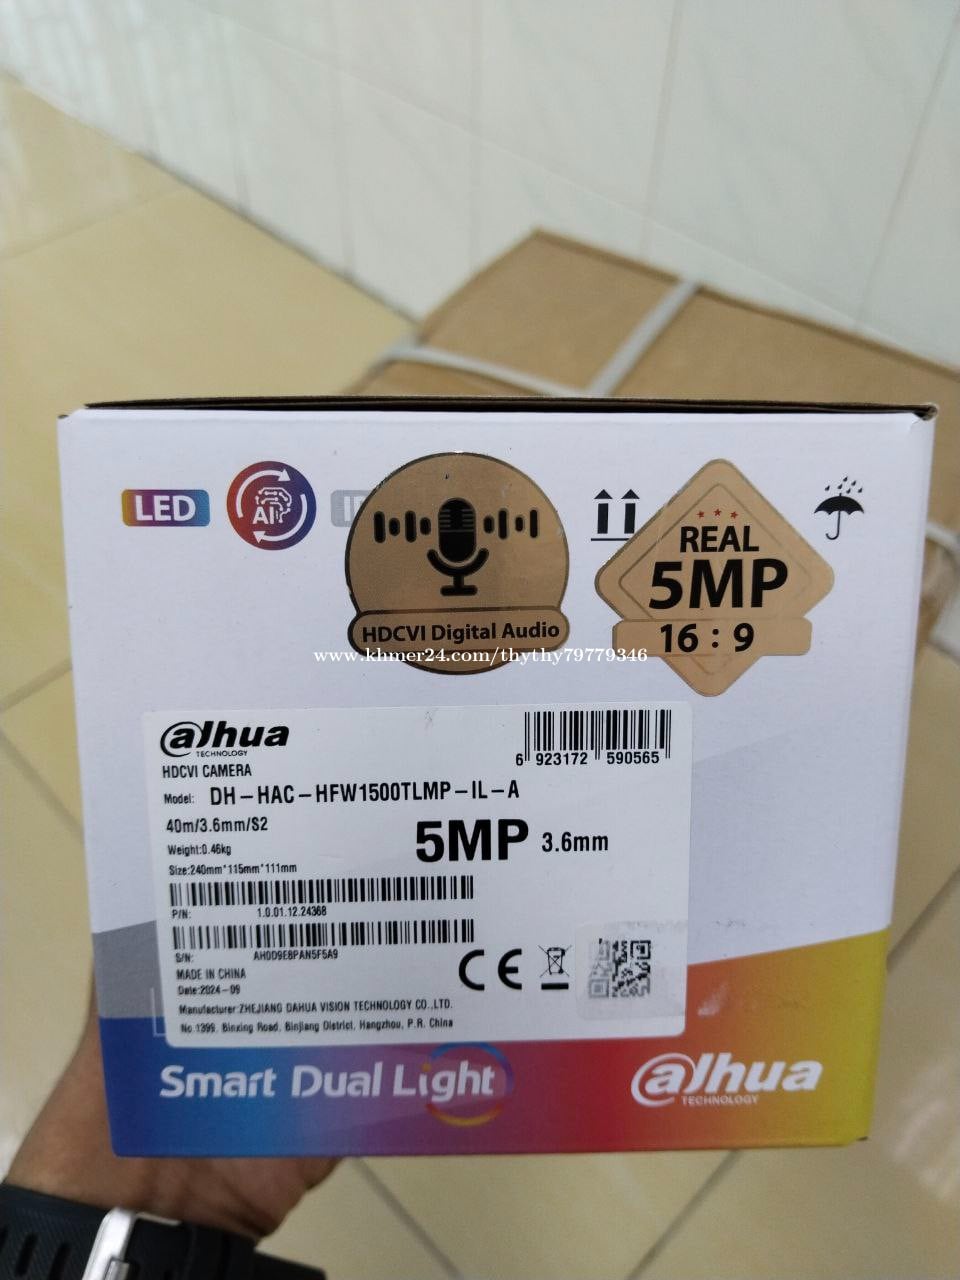 LED
AI
HDCVI Digital Audio
REAL
5MP
16 : 9
www.khmer24.com/thythy79779346
alhua
TECHNOLOGY
6 923172 590565
HDCVI CAMERA
Model: DH-HAC-HFW1500TLMP-IL-A
40m/3.6mm/S2
5MP 3.6mm
Weight:0.46kg
Size:240mm*115mm*111mm
P/N: 1.0.01.12.24368
S/N: AH0D9E8PAN5F5A9
MADE IN CHINA
Date:2024-09
CE
Manufacturer:ZHEJIANG DAHUA VISION TECHNOLOGY CO.,LTD.
No.1399, Binxing Road, Binjiang District, Hangzhou, P.R. China
Smart Dual Light
alhua
TECHNOLOGY